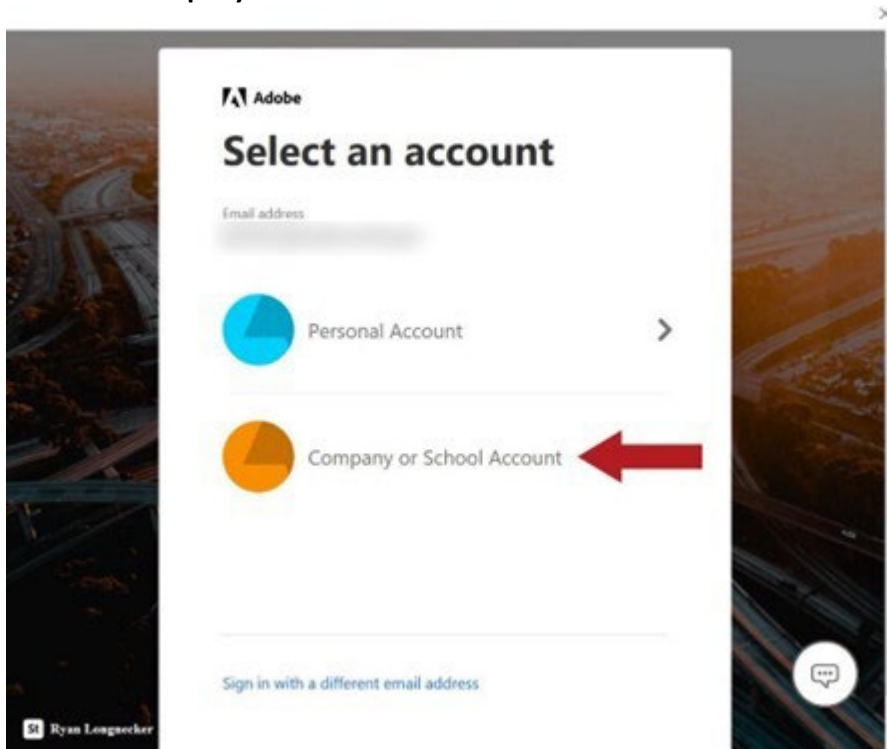 Adobe
Select an account
Email address
Personal Account
Company or School Account
Sign in with a different email address
St Ryan Longnecker